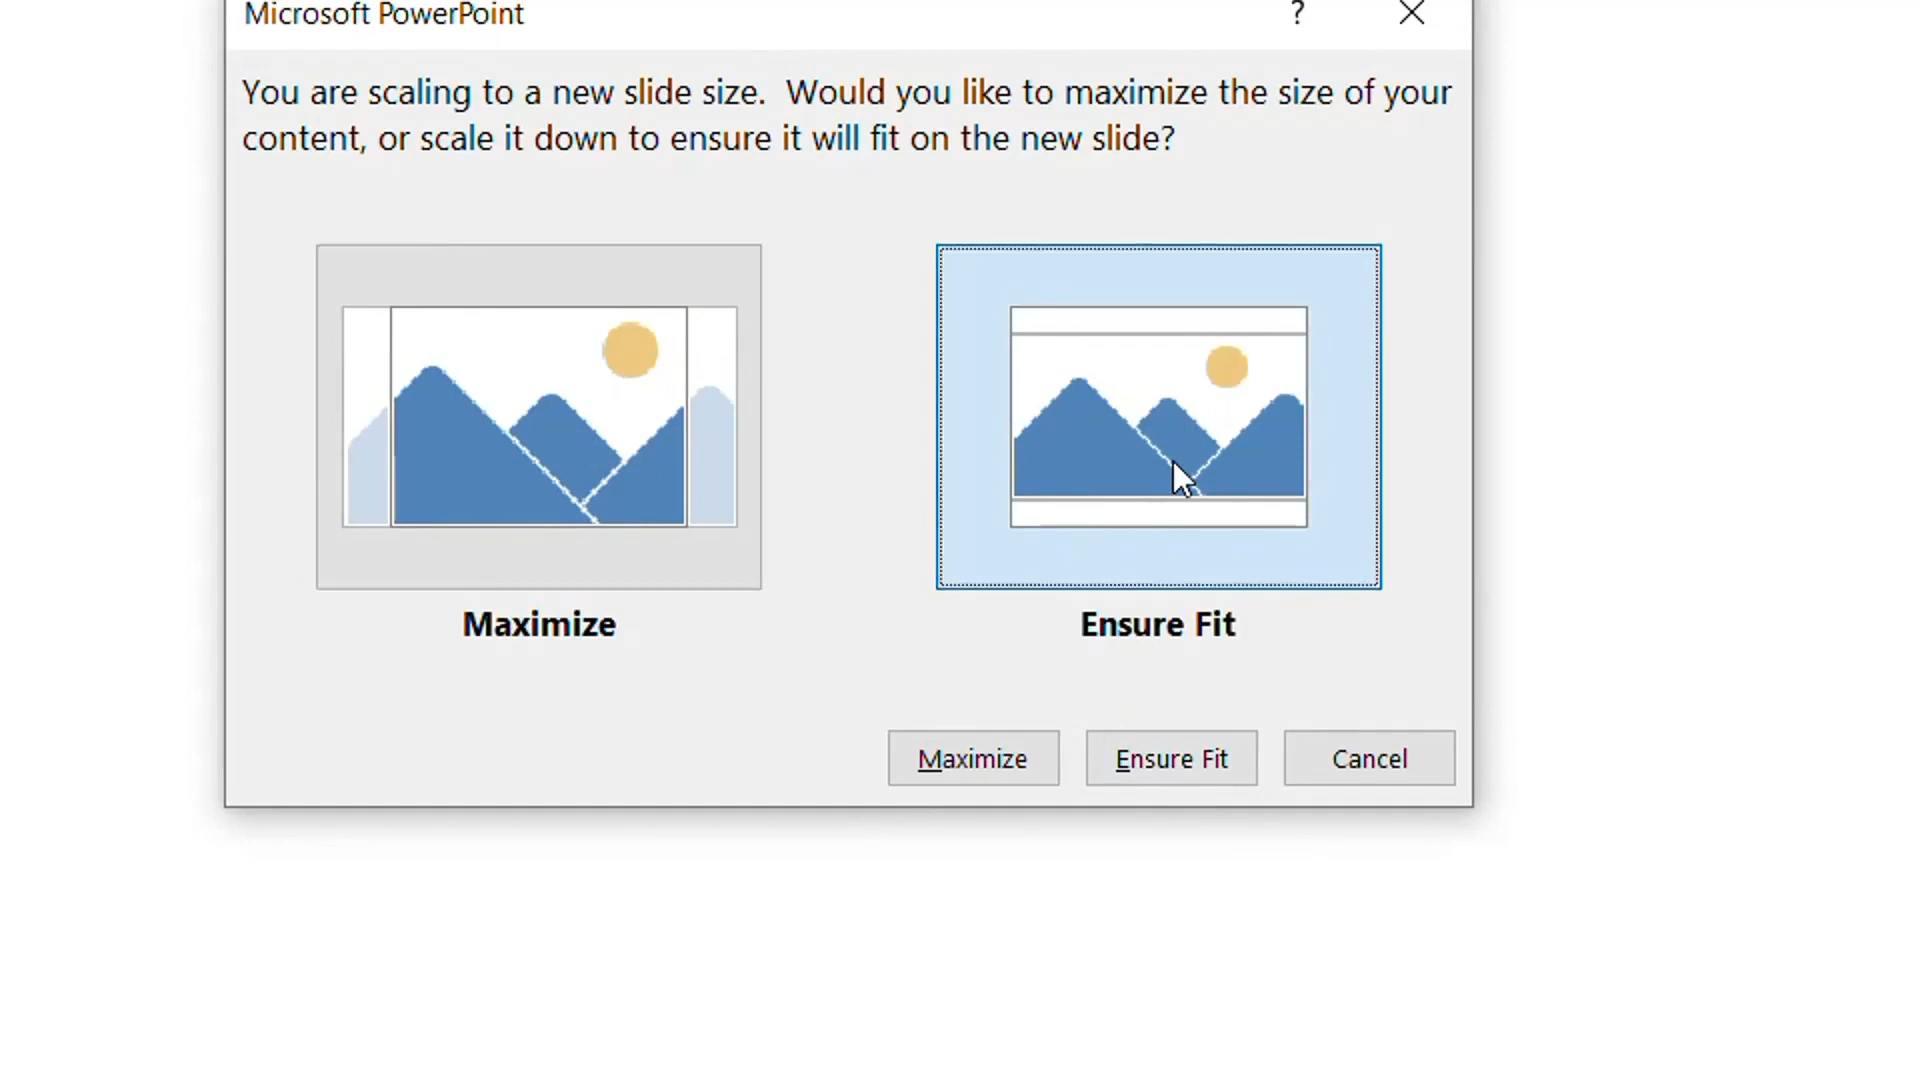 Microsoft PowerPoint ? ×
You are scaling to a new slide size.  Would you like to maximize the size of your
content, or scale it down to ensure it will fit on the new slide?
Maximize Ensure Fit
Maximize Ensure Fit Cancel